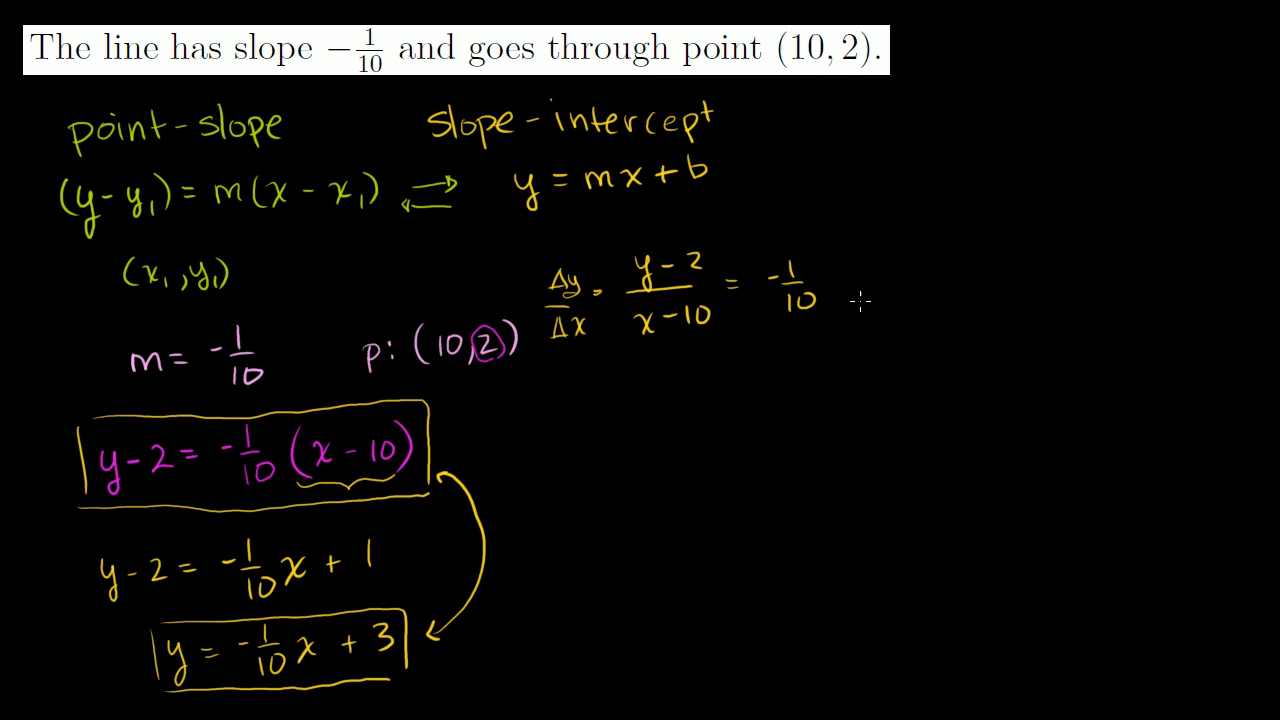 The line has slope −1/10 and goes through point (10, 2).
point-slope
slope-intercept
(y-y₁) = m(x - x₁)
y = mx + b
(x₁, y₁)
Δy/Δx = y-2/x-10 = -1/10
m = -1/10
p: (10,2)
y-2 = -1/10 (x - 10)
y-2 = -1/10 x + 1
y = -1/10 x + 3